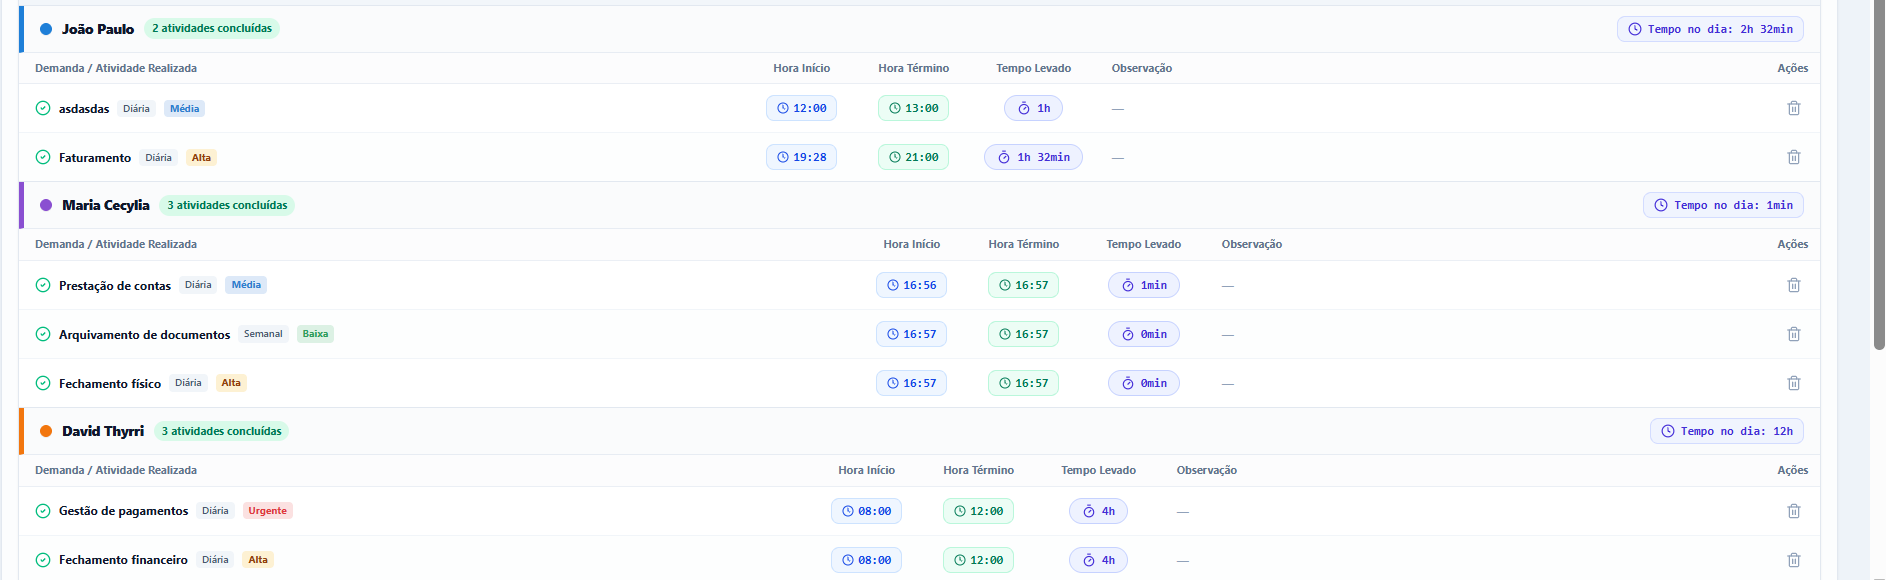 João Paulo 2 atividades concluídas Tempo no dia: 2h 32min
Demanda / Atividade Realizada Hora Início Hora Término Tempo Levado Observação Ações
asdasdas Diária Média 12:00 13:00 1h —
Faturamento Diária Alta 19:28 21:00 1h 32min —
Maria Cecylia 3 atividades concluídas Tempo no dia: 1min
Demanda / Atividade Realizada Hora Início Hora Término Tempo Levado Observação Ações
Prestação de contas Diária Média 16:56 16:57 1min —
Arquivamento de documentos Semanal Baixa 16:57 16:57 0min —
Fechamento físico Diária Alta 16:57 16:57 0min —
David Thyrri 3 atividades concluídas Tempo no dia: 12h
Demanda / Atividade Realizada Hora Início Hora Término Tempo Levado Observação Ações
Gestão de pagamentos Diária Urgente 08:00 12:00 4h —
Fechamento financeiro Diária Alta 08:00 12:00 4h —